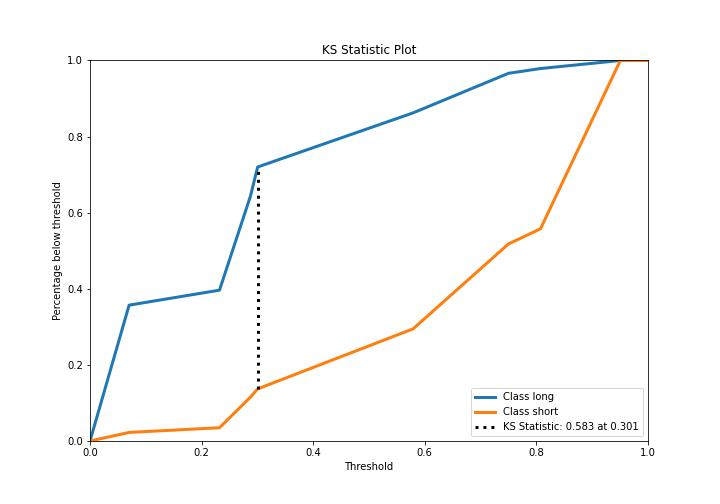 KS Statistic Plot
1.0
0.8
0.6
0.4
0.2
0.0
Percentage below threshold
0.0 0.2 0.4 0.6 0.8 1.0
Threshold
Class long
Class short
KS Statistic: 0.583 at 0.301